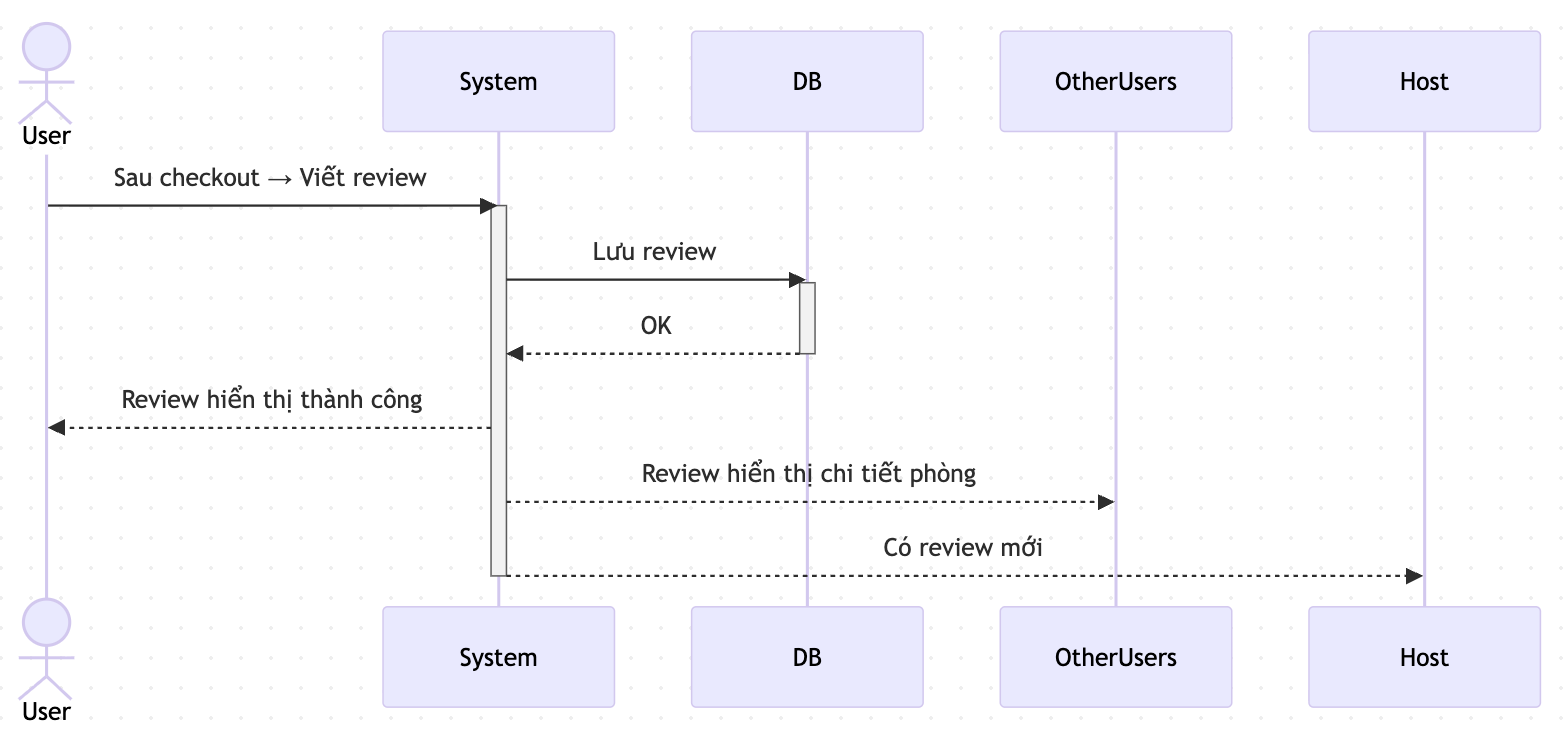 User
System
DB
OtherUsers
Host
Sau checkout → Viết review
Lưu review
OK
Review hiển thị thành công
Review hiển thị chi tiết phòng
Có review mới
User
System
DB
OtherUsers
Host